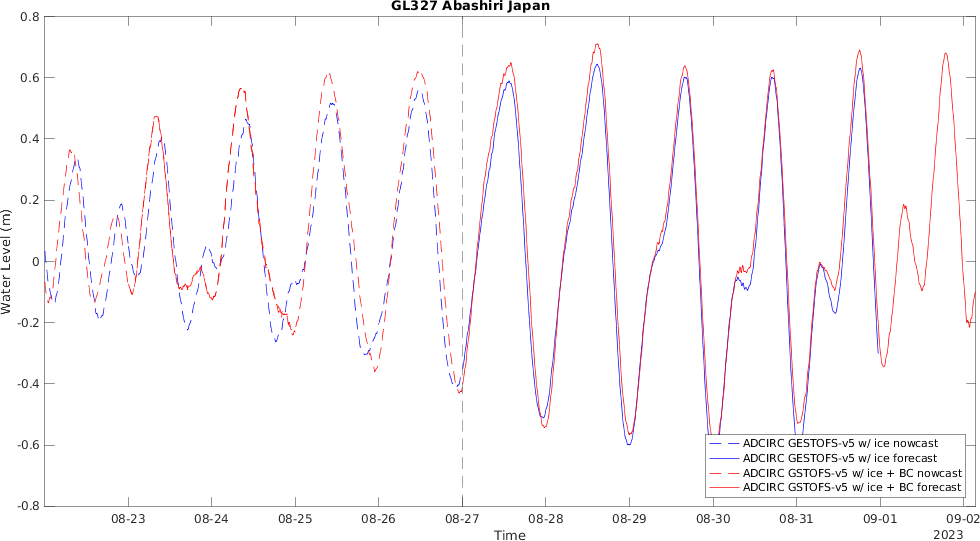 GL327 Abashiri Japan
0.8
0.6
0.4
0.2
0
-0.2
-0.4
-0.6
-0.8
Water Level (m)
ADCIRC GESTOFS-v5 w/ ice nowcast
ADCIRC GESTOFS-v5 w/ ice forecast
ADCIRC GSTOFS-v5 w/ ice + BC nowcast
ADCIRC GSTOFS-v5 w/ ice + BC forecast
08-23 08-24 08-25 08-26 08-27 08-28 08-29 08-30 08-31 09-01 09-02
Time 2023